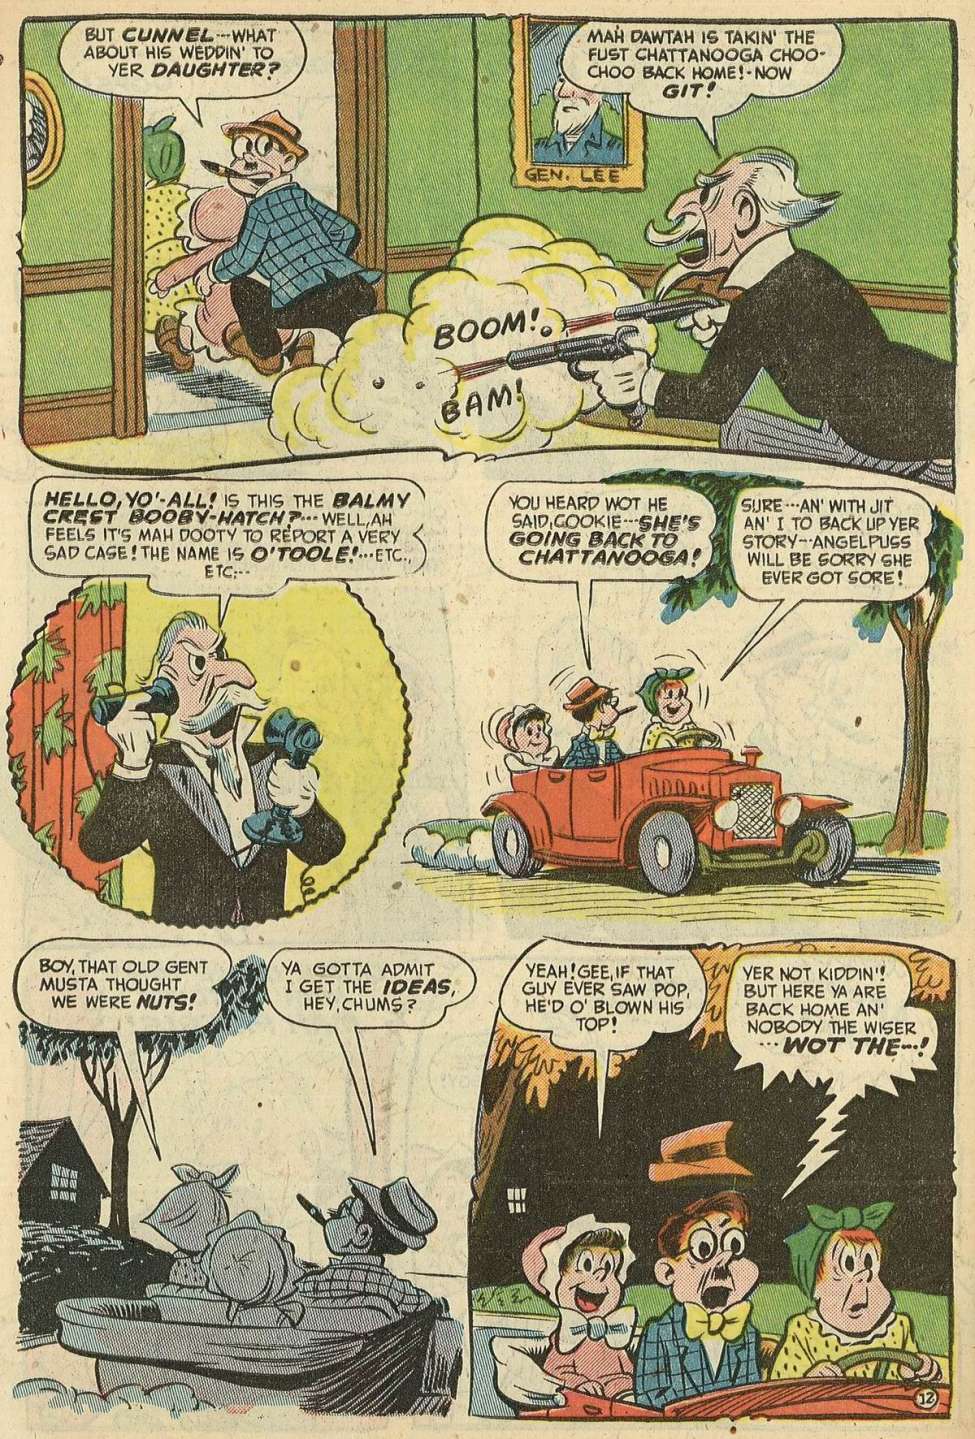 BUT CUNNEL---WHAT
ABOUT HIS WEDDIN' TO
YER DAUGHTER?
MAH DAWTAH IS TAKIN' THE
FUST CHATTANOOGA CHOO-
CHOO BACK HOME!-NOW
GIT!
GEN. LEE
BOOM!
BAM!
HELLO, YO'-ALL! IS THIS THE BALMY
CREST BOOBY-HATCH?--- WELL, AH
FEELS IT'S MAH DOOTY TO REPORT A VERY
SAD CASE! THE NAME IS O'TOOLE!---ETC.,
ETC;--
YOU HEARD WOT HE
SAID, COOKIE---SHE'S
GOING BACK TO
CHATTANOOGA!
SURE---AN' WITH JIT
AN' I TO BACK UP YER
STORY---ANGELPUSS
WILL BE SORRY SHE
EVER GOT SORE!
BOY, THAT OLD GENT
MUSTA THOUGHT
WE WERE NUTS!
YA GOTTA ADMIT
I GET THE IDEAS,
HEY, CHUMS?
YEAH! GEE, IF THAT
GUY EVER SAW POP,
HE'D O' BLOWN HIS
TOP!
YER NOT KIDDIN'!
BUT HERE YA ARE
BACK HOME AN'
NOBODY THE WISER
--- WOT THE---!
12